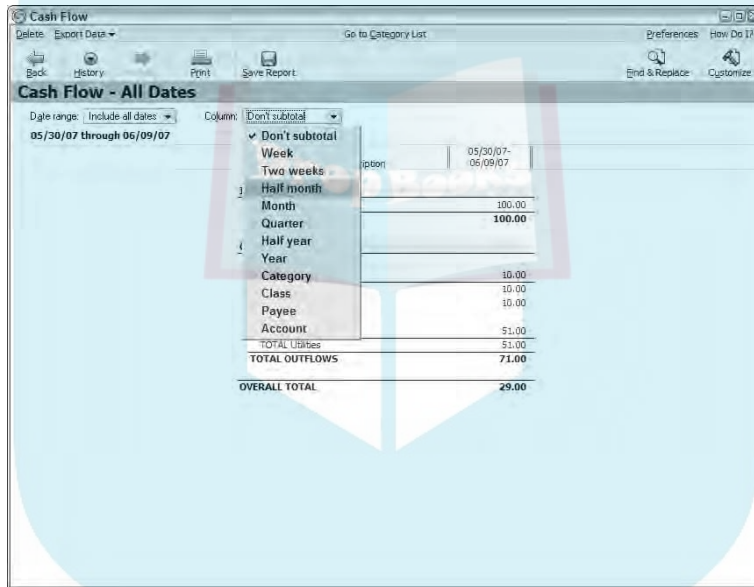 Cash Flow
Delete Export Data Go to Category List Preferences How Do I?
Back History Print Save Report Find & Replace Customize
Cash Flow - All Dates
Date range: Include all dates Column: Don't subtotal
05/30/07 through 06/09/07
Don't subtotal
Week
Two weeks
Half month
Month
Quarter
Half year
Year
Category
Class
Payee
Account
ription
05/30/07-
06/09/07
100.00
100.00
10.00
10.00
10.00
51.00
TOTAL Utilities 51.00
TOTAL OUTFLOWS 71.00
OVERALL TOTAL 29.00